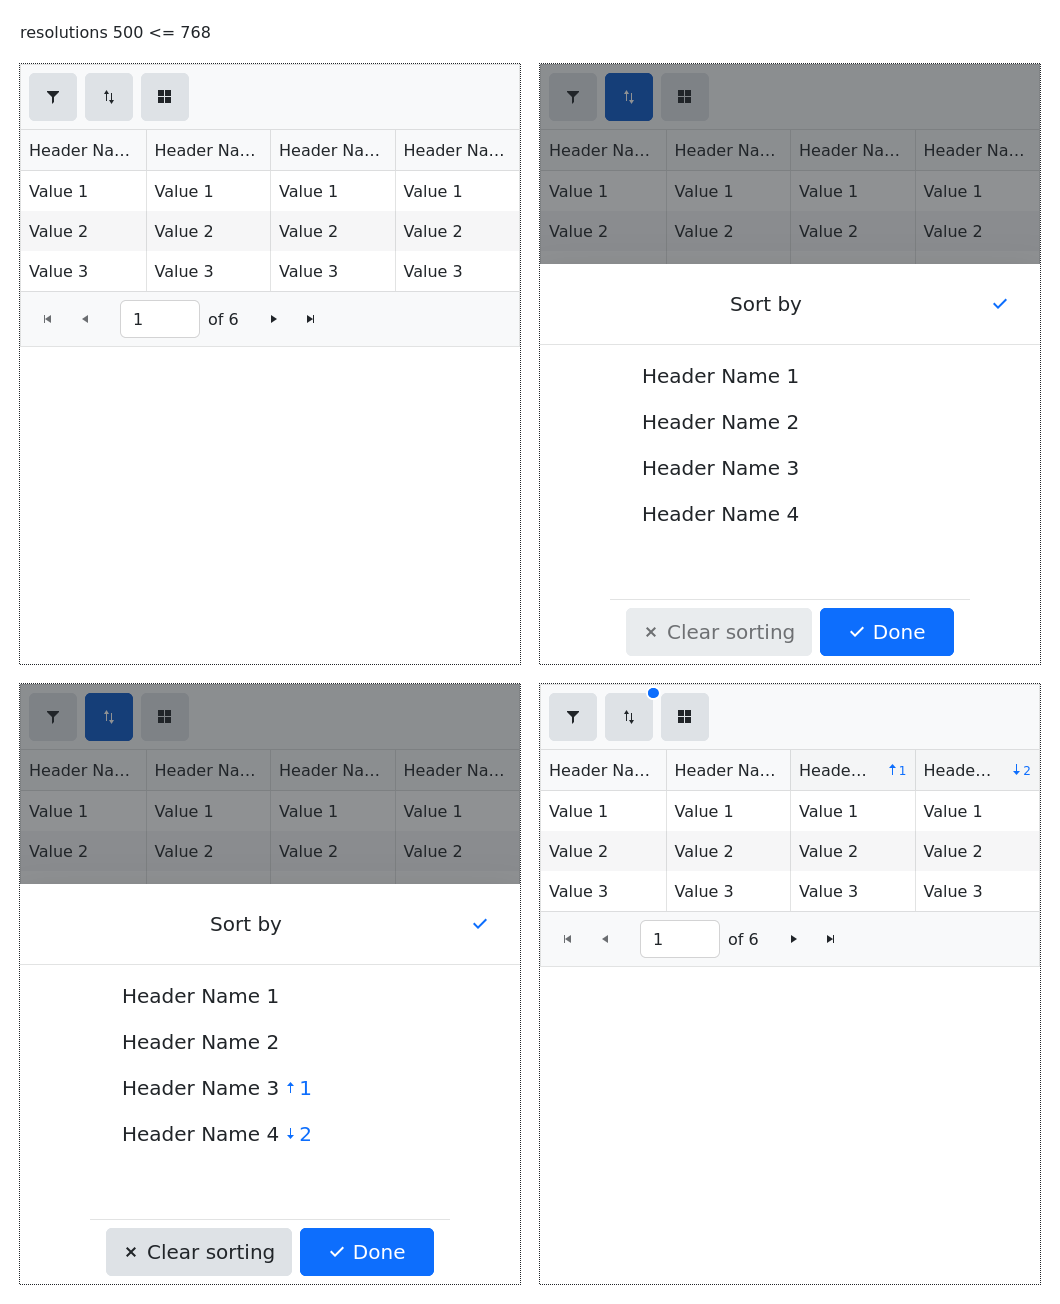 resolutions 500 <= 768
Header Na... Header Na... Header Na... Header Na...
Value 1 Value 1 Value 1 Value 1
Value 2 Value 2 Value 2 Value 2
Value 3 Value 3 Value 3 Value 3
1 of 6
Header Na... Header Na... Header Na... Header Na...
Value 1 Value 1 Value 1 Value 1
Value 2 Value 2 Value 2 Value 2
Sort by
Header Name 1
Header Name 2
Header Name 3
Header Name 4
Clear sorting Done
Header Na... Header Na... Header Na... Header Na...
Value 1 Value 1 Value 1 Value 1
Value 2 Value 2 Value 2 Value 2
Sort by
Header Name 1
Header Name 2
Header Name 3 1
Header Name 4 2
Clear sorting Done
Header Na... Header Na... Heade... 1 Heade... 2
Value 1 Value 1 Value 1 Value 1
Value 2 Value 2 Value 2 Value 2
Value 3 Value 3 Value 3 Value 3
1 of 6